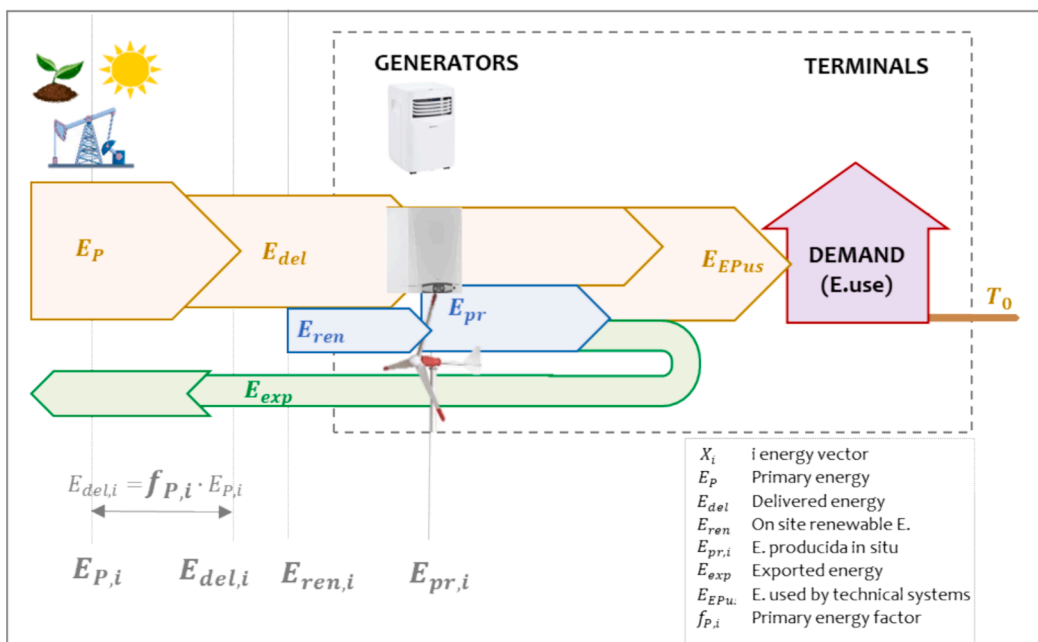 GENERATORS
TERMINALS
E_P
E_del
E_EPus
DEMAND
(E.use)
T_0
E_ren
E_pr
E_exp
E_del,i = f_P,i · E_P,i
E_P,i
E_del,i
E_ren,i
E_pr,i
X_i i energy vector
E_P Primary energy
E_del Delivered energy
E_ren On site renewable E.
E_pr,i E. producida in situ
E_exp Exported energy
E_EPu: E. used by technical systems
f_P,i Primary energy factor